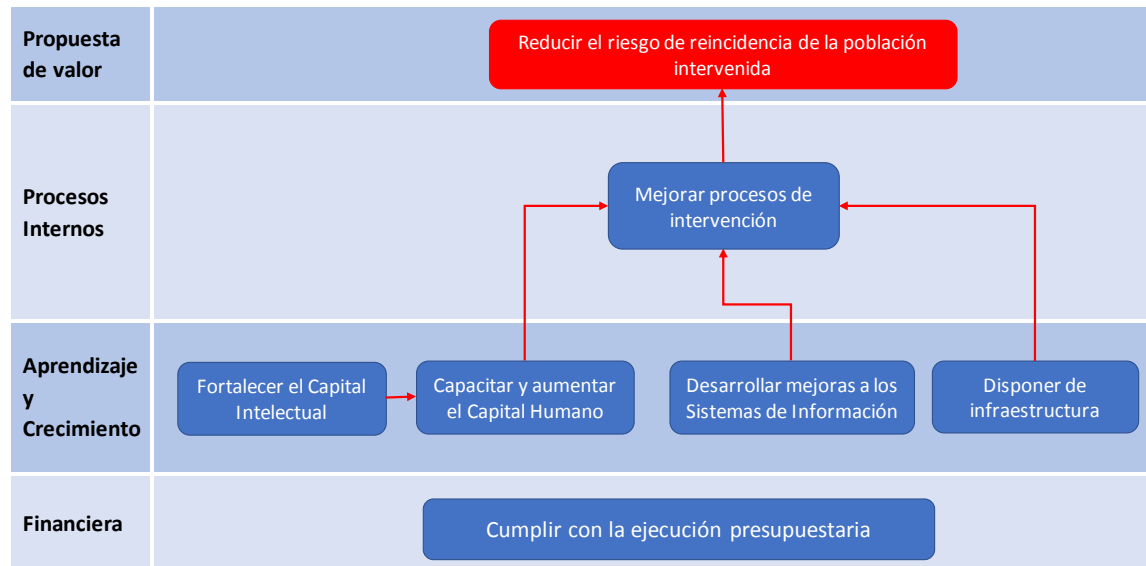 Propuesta
de valor
Reducir el riesgo de reincidencia de la población
intervenida
Procesos
Internos
Mejorar procesos de
intervención
Aprendizaje
y
Crecimiento
Fortalecer el Capital
Intelectual
Capacitar y aumentar
el Capital Humano
Desarrollar mejoras a los
Sistemas de Información
Disponer de
infraestructura
Financiera
Cumplir con la ejecución presupuestaria